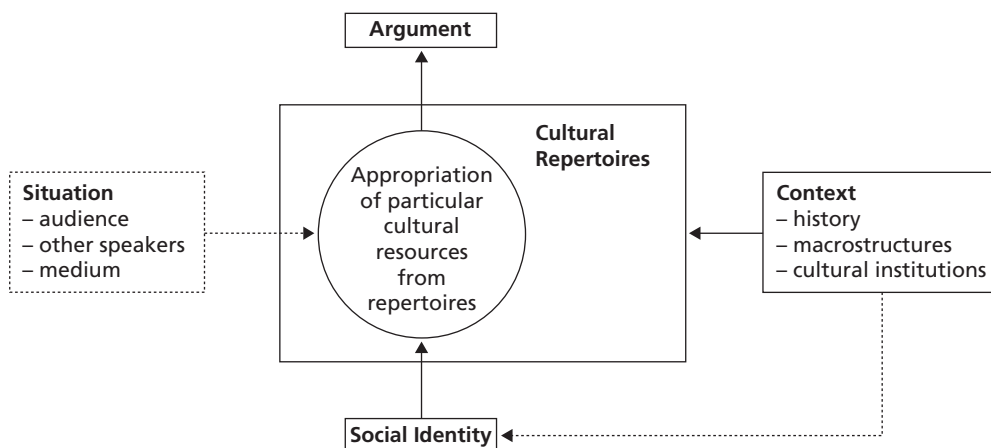 Argument
Cultural
Repertoires
Situation
– audience
– other speakers
– medium
Appropriation
of particular
cultural
resources
from
repertoires
Context
– history
– macrostructures
– cultural institutions
Social Identity